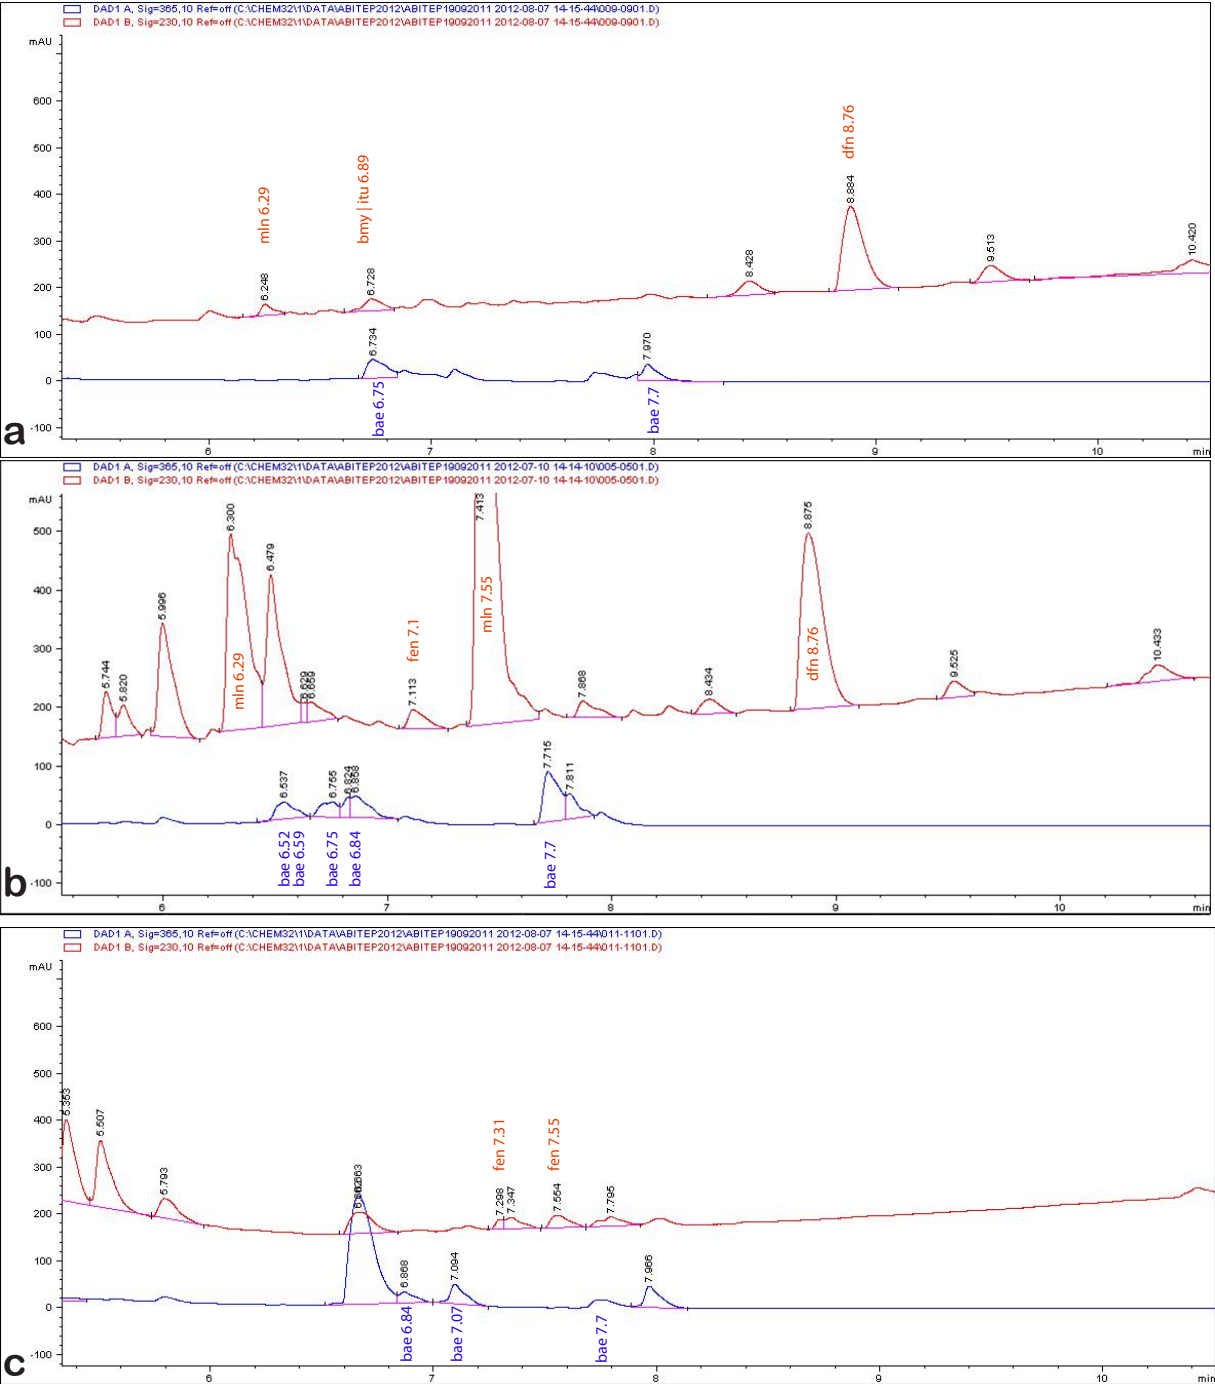 DAD1 A, Sig=365,10 Ref=off (C:\CHEM32\1\DATA\ABITEP2012\ABITEP19092011 2012-08-07 14-15-44\009-0901.D)
DAD1 B, Sig=230,10 Ref=off (C:\CHEM32\1\DATA\ABITEP2012\ABITEP19092011 2012-08-07 14-15-44\009-0901.D)
mAU
600
500
400
300
200
100
0
-100
mln 6.29
bmy | itu 6.89
dfn 8.76
6.248
6.728
8.428
8.884
9.513
10.420
6.734
7.970
bae 6.75
bae 7.7
a
6
7
8
9
10
min
DAD1 A, Sig=365,10 Ref=off (C:\CHEM32\1\DATA\ABITEP2012\ABITEP19092011 2012-07-10 14-14-10\005-0501.D)
DAD1 B, Sig=230,10 Ref=off (C:\CHEM32\1\DATA\ABITEP2012\ABITEP19092011 2012-07-10 14-14-10\005-0501.D)
mAU
500
400
300
200
100
0
-100
5.744
5.820
5.996
6.300
mln 6.29
6.479
6.659
fen 7.1
7.113
7.413
mln 7.55
7.868
8.434
8.875
dfn 8.76
9.525
10.433
6.537
6.755
6.824
6.858
7.715
7.811
bae 6.52
bae 6.59
bae 6.75
bae 6.84
bae 7.7
b
6
7
8
9
10
min
DAD1 A, Sig=365,10 Ref=off (C:\CHEM32\1\DATA\ABITEP2012\ABITEP19092011 2012-08-07 14-15-44\011-1101.D)
DAD1 B, Sig=230,10 Ref=off (C:\CHEM32\1\DATA\ABITEP2012\ABITEP19092011 2012-08-07 14-15-44\011-1101.D)
mAU
600
500
400
300
200
100
0
-100
5.353
5.507
5.793
6.663
fen 7.31
fen 7.55
7.298
7.347
7.554
7.795
6.868
7.094
7.966
bae 6.84
bae 7.07
bae 7.7
c
6
7
8
9
10
min